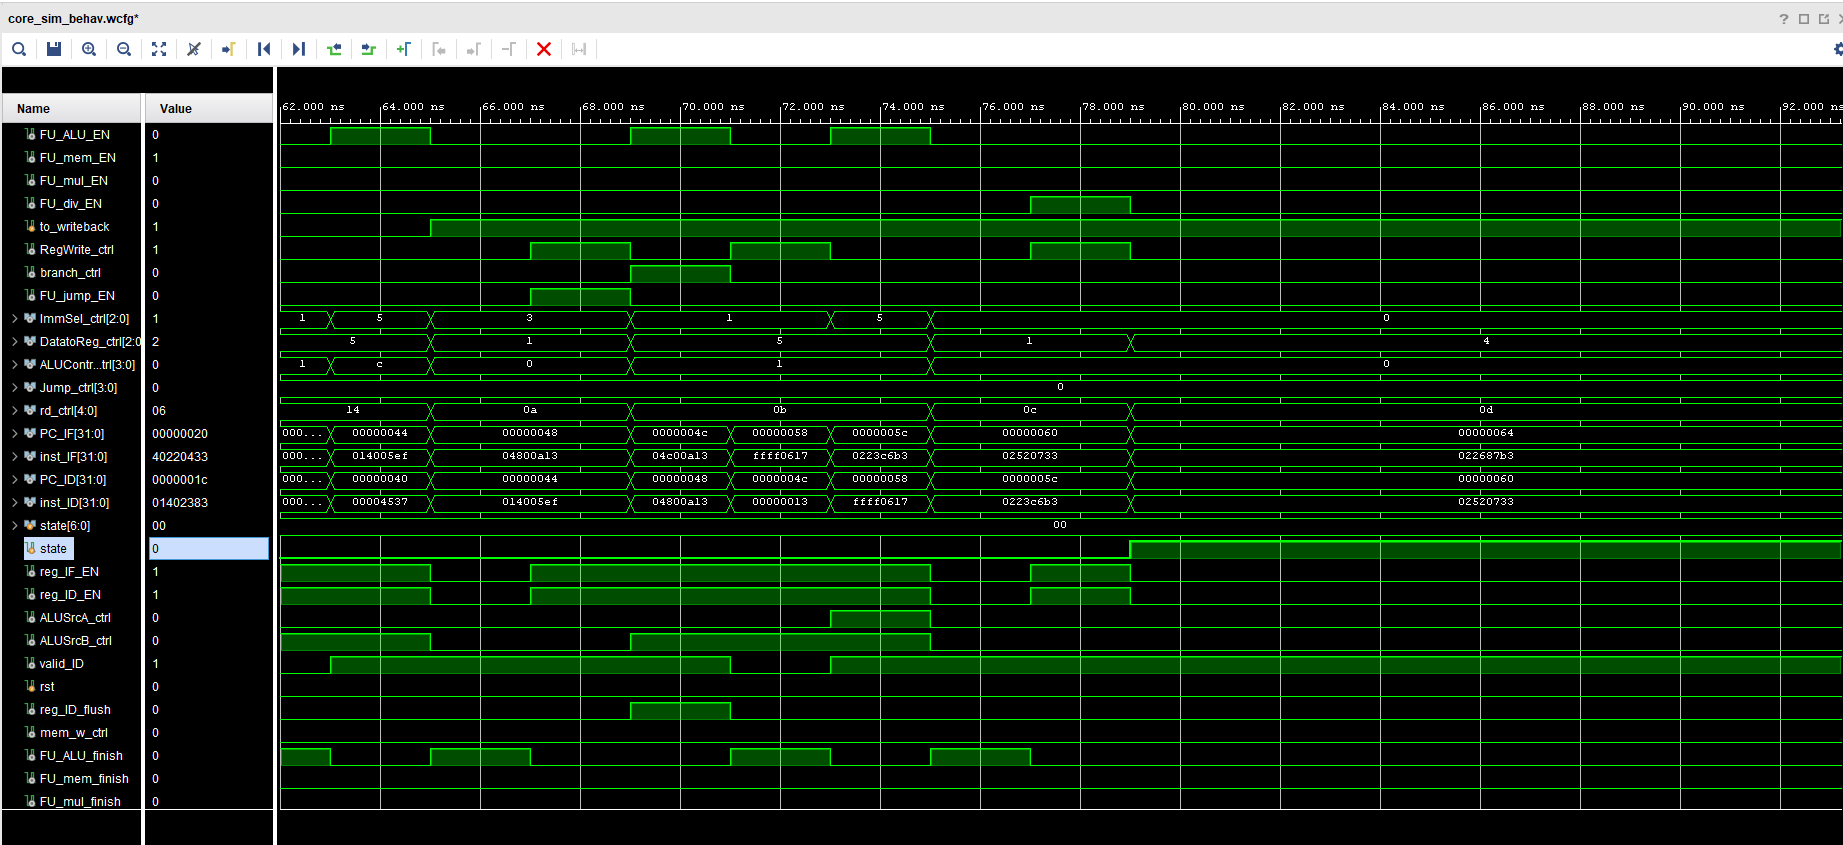 core_sim_behav.wcfg*
Name Value
62.000 ns 64.000 ns 66.000 ns 68.000 ns 70.000 ns 72.000 ns 74.000 ns 76.000 ns 78.000 ns 80.000 ns 82.000 ns 84.000 ns 86.000 ns 88.000 ns 90.000 ns 92.000 ns
FU_ALU_EN 0
FU_mem_EN 1
FU_mul_EN 0
FU_div_EN 0
to_writeback 1
RegWrite_ctrl 1
branch_ctrl 0
FU_jump_EN 0
ImmSel_ctrl[2:0] 1 1 5 3 1 5 0
DatatoReg_ctrl[2:0 2 5 1 5 1 4
ALUContr...trl[3:0] 0 1 c 0 1 0
Jump_ctrl[3:0] 0 0
rd_ctrl[4:0] 06 14 0a 0b 0c 0d
PC_IF[31:0] 00000020 000... 00000044 00000048 0000004c 00000058 0000005c 00000060 00000064
inst_IF[31:0] 40220433 000... 014005ef 04800a13 04c00a13 ffff0617 0223c6b3 02520733 022687b3
PC_ID[31:0] 0000001c 000... 00000040 00000044 00000048 0000004c 00000058 0000005c 00000060
inst_ID[31:0] 01402383 000... 00004537 014005ef 04800a13 00000013 ffff0617 0223c6b3 02520733
state[6:0] 00 00
state 0
reg_IF_EN 1
reg_ID_EN 1
ALUSrcA_ctrl 0
ALUSrcB_ctrl 0
valid_ID 1
rst 0
reg_ID_flush 0
mem_w_ctrl 0
FU_ALU_finish 0
FU_mem_finish 0
FU_mul_finish 0